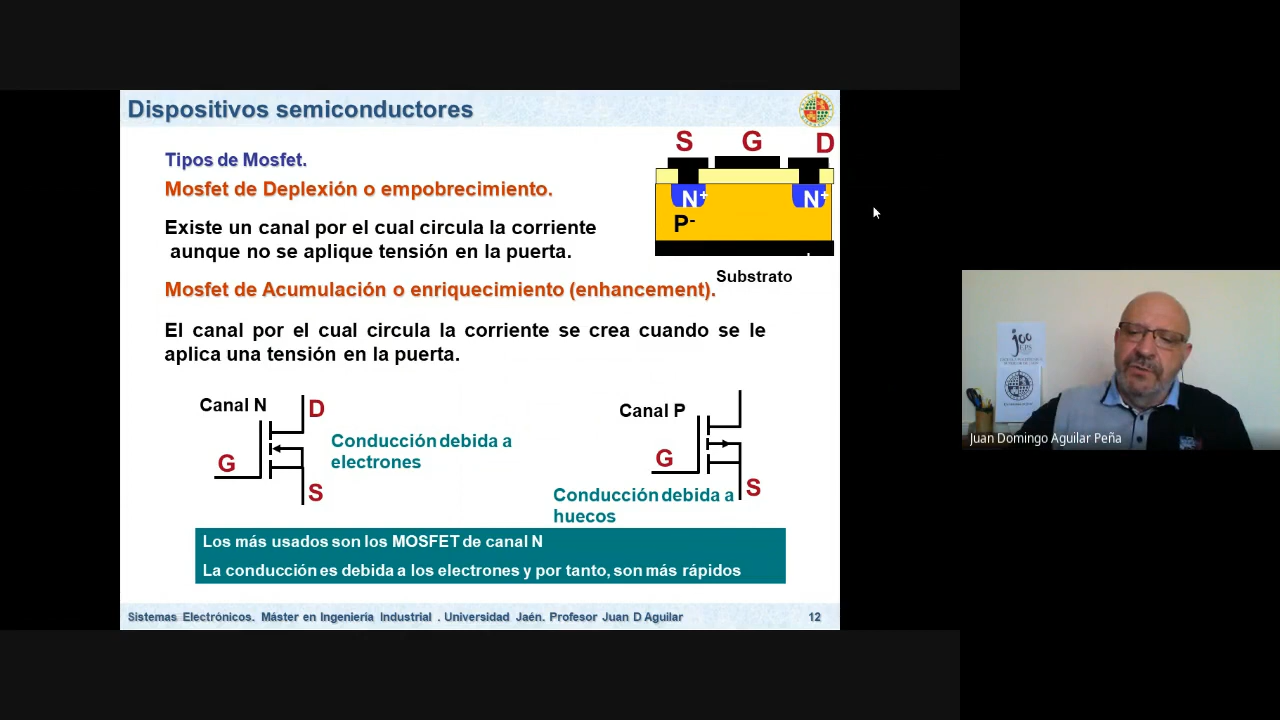 Dispositivos semiconductores
Tipos de Mosfet.
Mosfet de Deplexión o empobrecimiento.
Existe un canal por el cual circula la corriente
aunque no se aplique tensión en la puerta.
S G D
N+ N+
P-
Substrato
Mosfet de Acumulación o enriquecimiento (enhancement).
El canal por el cual circula la corriente se crea cuando se le
aplica una tensión en la puerta.
Canal N
D
G
S
Conducción debida a
electrones
Canal P
G
S
Conducción debida a
huecos
Los más usados son los MOSFET de canal N
La conducción es debida a los electrones y por tanto, son más rápidos
Sistemas Electrónicos. Máster en Ingeniería Industrial . Universidad Jaén. Profesor Juan D Aguilar
12
joo
Juan Domingo Aguilar Peña